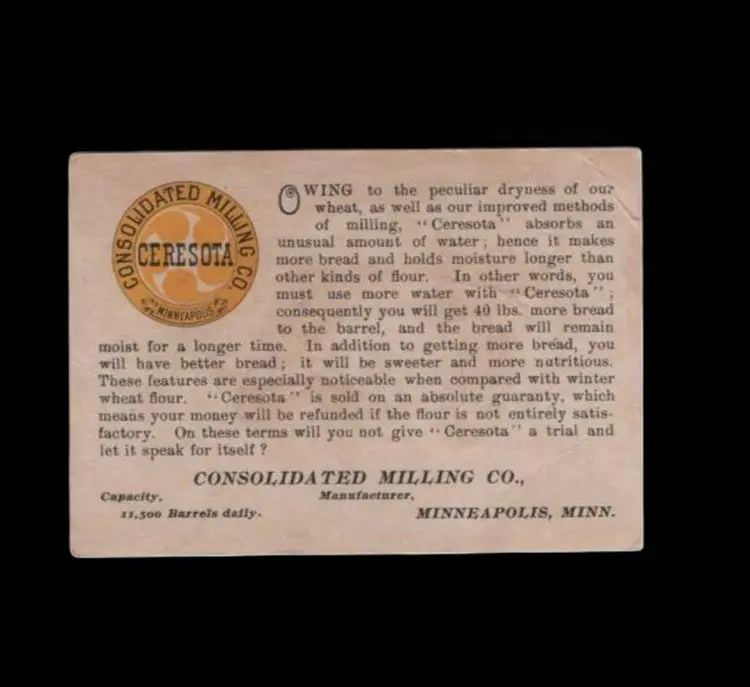 CONSOLIDATED MILLING CO.
CERESOTA
MINNEAPOLIS
OWING to the peculiar dryness of our
wheat, as well as our improved methods
of milling, "Ceresota" absorbs an
unusual amount of water; hence it makes
more bread and holds moisture longer than
other kinds of flour. In other words, you
must use more water with "Ceresota";
consequently you will get 40 lbs. more bread
to the barrel, and the bread will remain
moist for a longer time. In addition to getting more bread, you
will have better bread; it will be sweeter and more nutritious.
These features are especially noticeable when compared with winter
wheat flour. "Ceresota" is sold on an absolute guaranty, which
means your money will be refunded if the flour is not entirely satis-
factory. On these terms will you not give "Ceresota" a trial and
let it speak for itself?
CONSOLIDATED MILLING CO.,
Capacity, Manufacturer,
11,500 Barrels daily. MINNEAPOLIS, MINN.